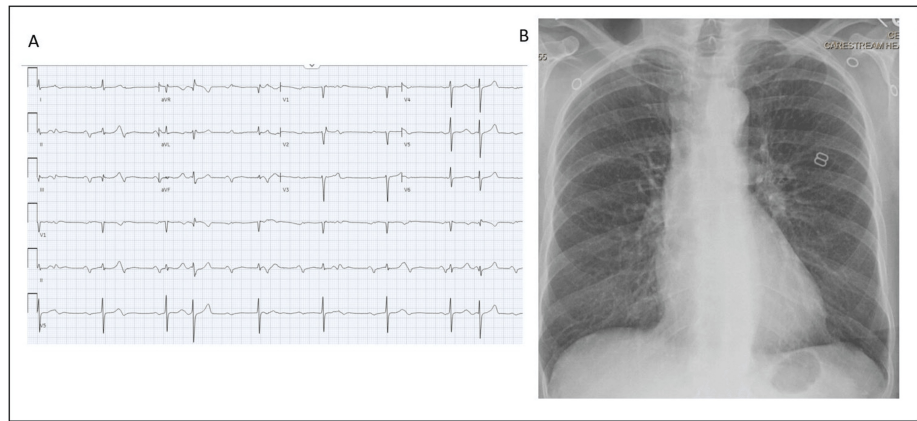 A
B
I
aVR
V1
V4
II
aVL
V2
V5
III
aVF
V3
V6
V1
II
V5
CARESTREAM HEA